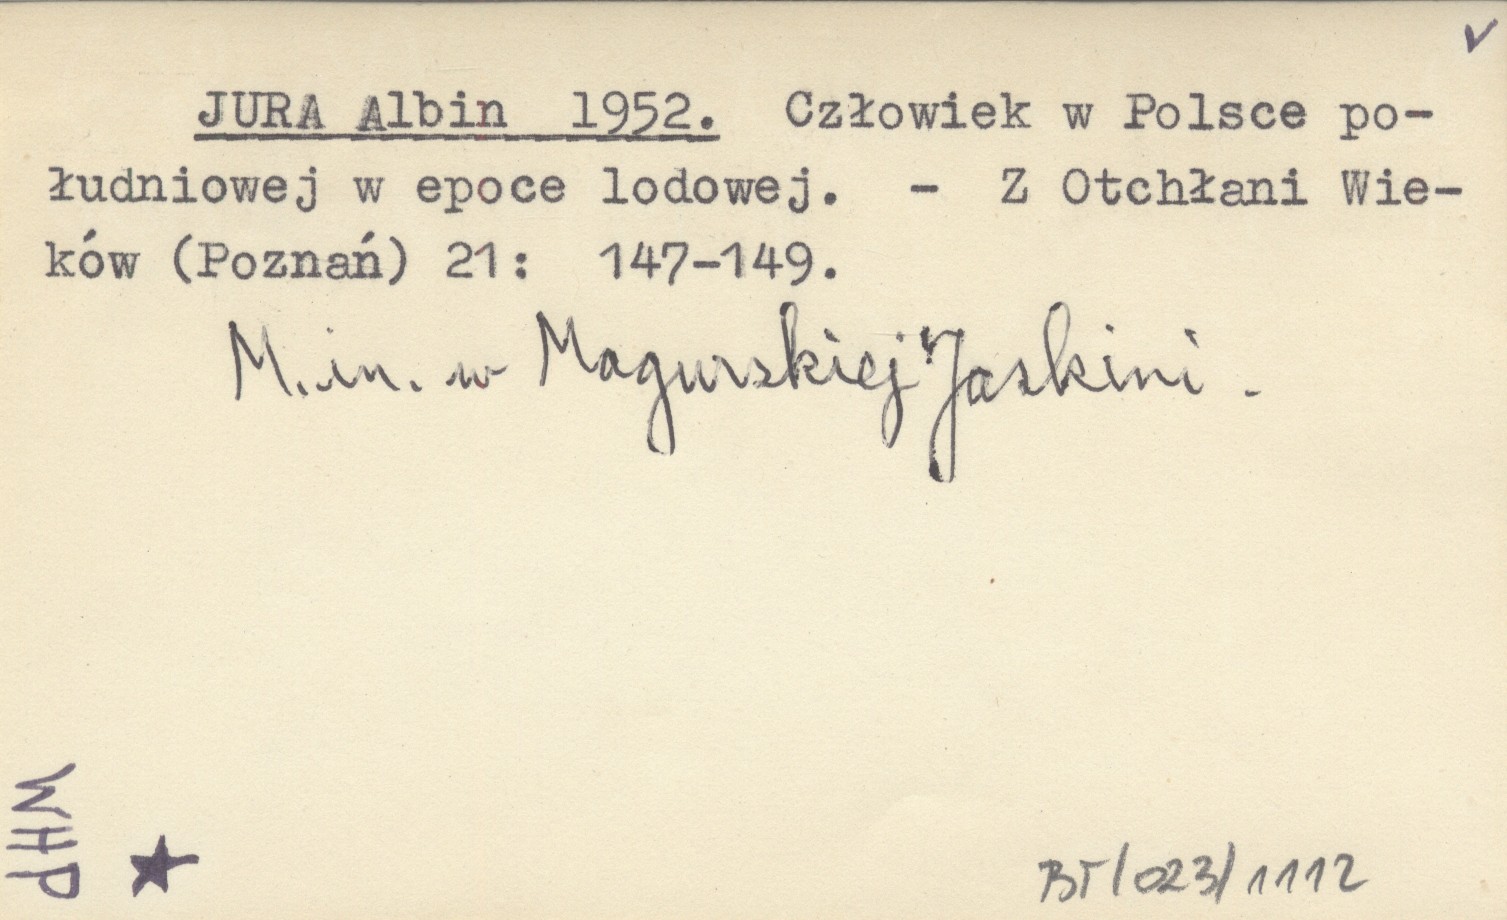 JURA Albin 1952. Człowiek w Polsce po-
łudniowej w epoce lodowej. - Z Otchłani Wie-
ków (Poznań) 21: 147-149.
M.in. w Magurskiej Jaskini.
WHP
BT/023/1112